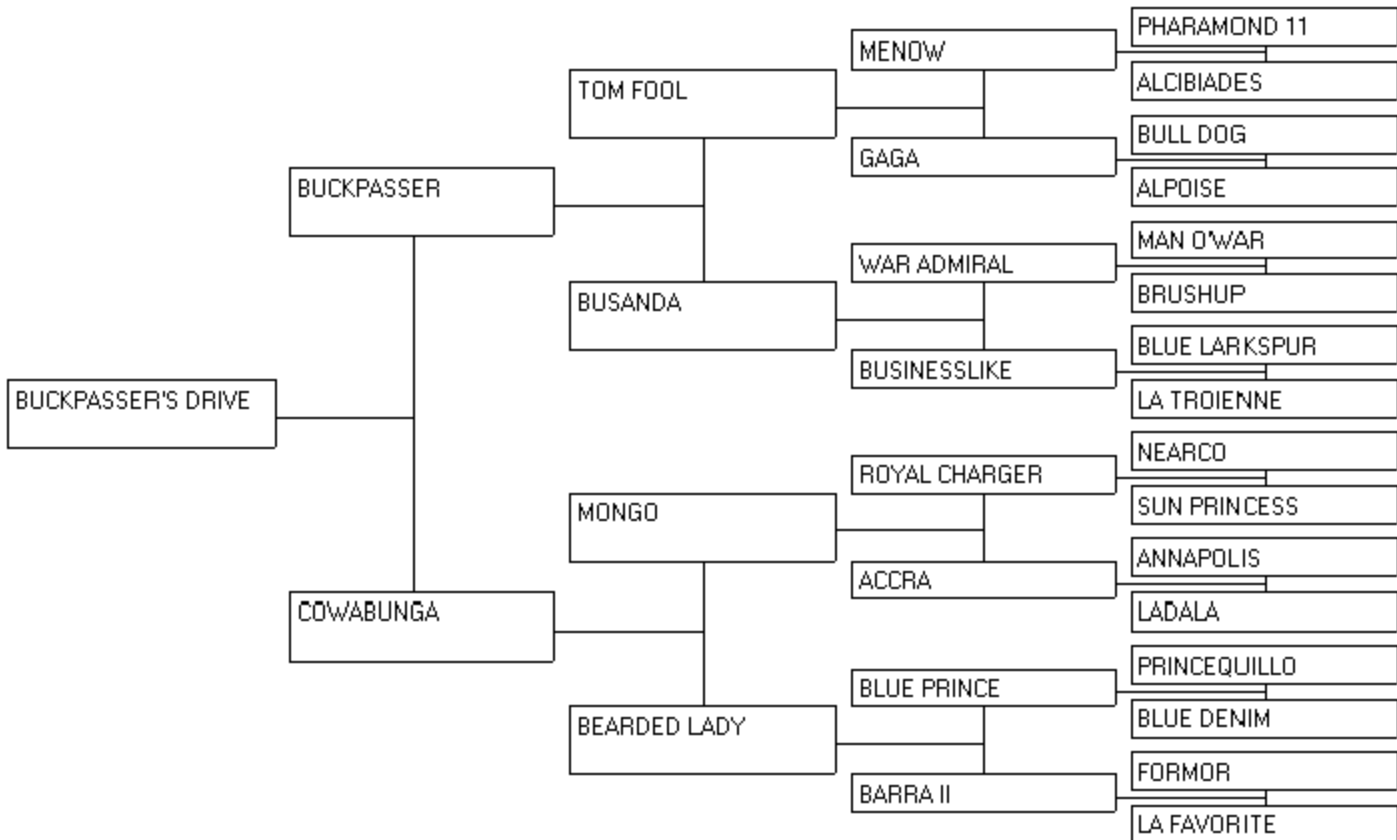 PHARAMOND 11
MENOW
ALCIBIADES
TOM FOOL
BULL DOG
GAGA
ALPOISE
BUCKPASSER
MAN O'WAR
WAR ADMIRAL
BRUSHUP
BUSANDA
BLUE LARKSPUR
BUSINESSLIKE
LA TROIENNE
BUCKPASSER'S DRIVE
NEARCO
ROYAL CHARGER
SUN PRINCESS
MONGO
ANNAPOLIS
ACCRA
LADALA
COWABUNGA
PRINCEQUILLO
BLUE PRINCE
BLUE DENIM
BEARDED LADY
FORMOR
BARRA II
LA FAVORITE